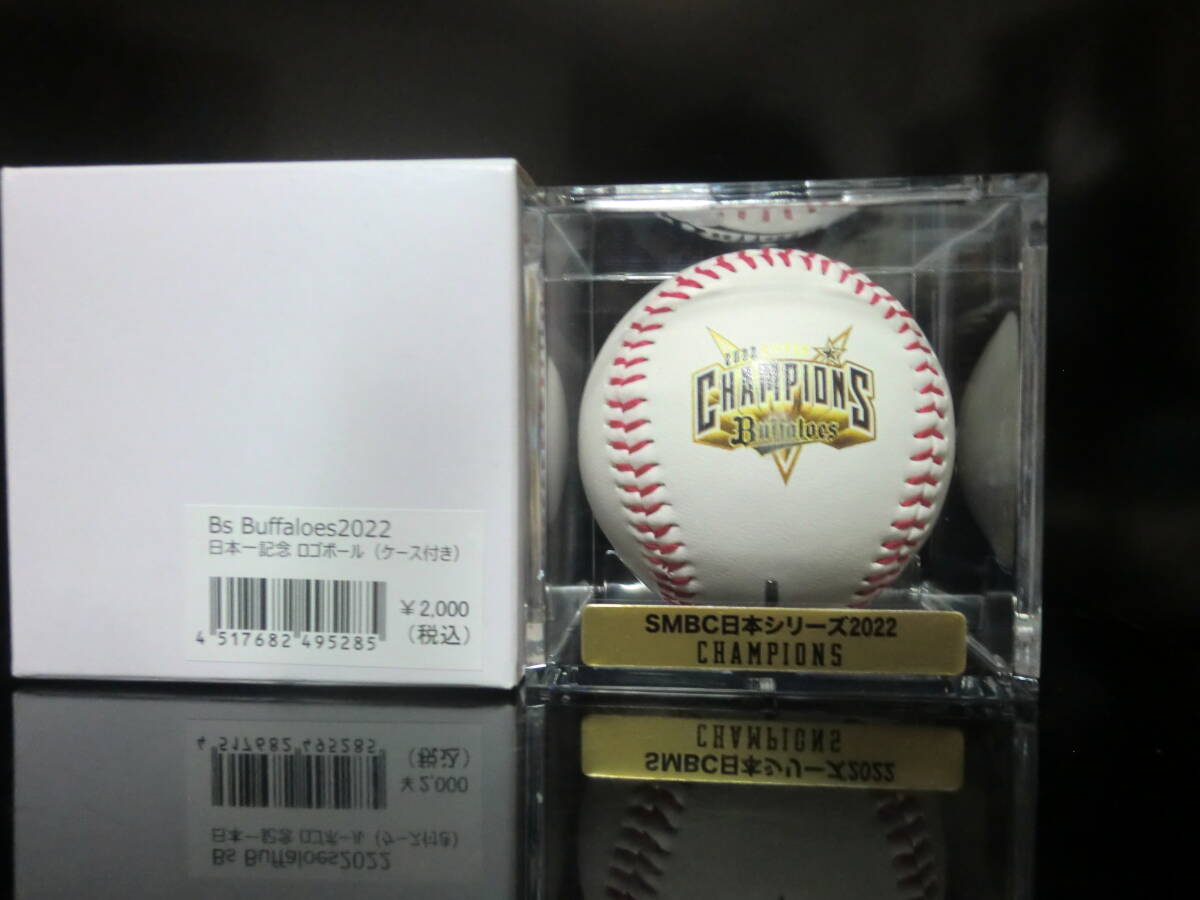 Bs Buffaloes2022
日本一記念 ロゴボール（ケース付き）
¥2,000
（税込）
4 517682 495285
2022
CHAMPIONS
Buffaloes
SMBC日本シリーズ2022
CHAMPIONS